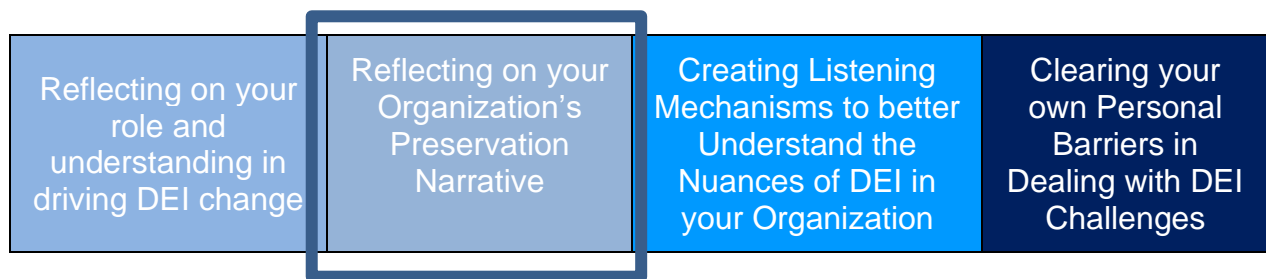 Reflecting on your
role and
understanding in
driving DEI change
Reflecting on your
Organization's
Preservation
Narrative
Creating Listening
Mechanisms to better
Understand the
Nuances of DEI in
your Organization
Clearing your
own Personal
Barriers in
Dealing with DEI
Challenges